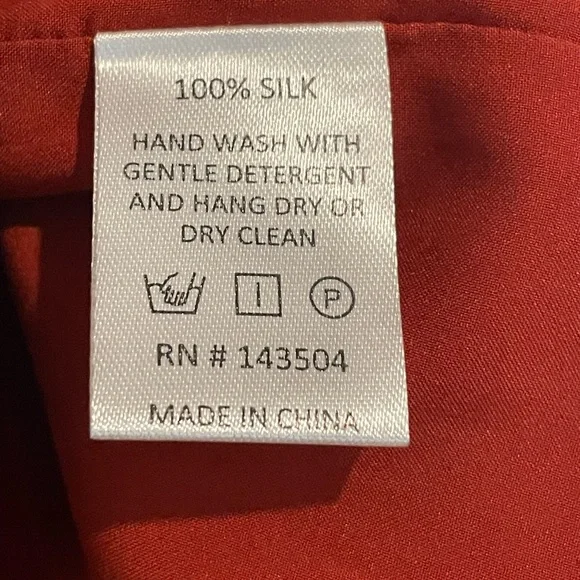 100% SILK
HAND WASH WITH
GENTLE DETERGENT
AND HANG DRY OR
DRY CLEAN
P
RN # 143504
MADE IN CHINA